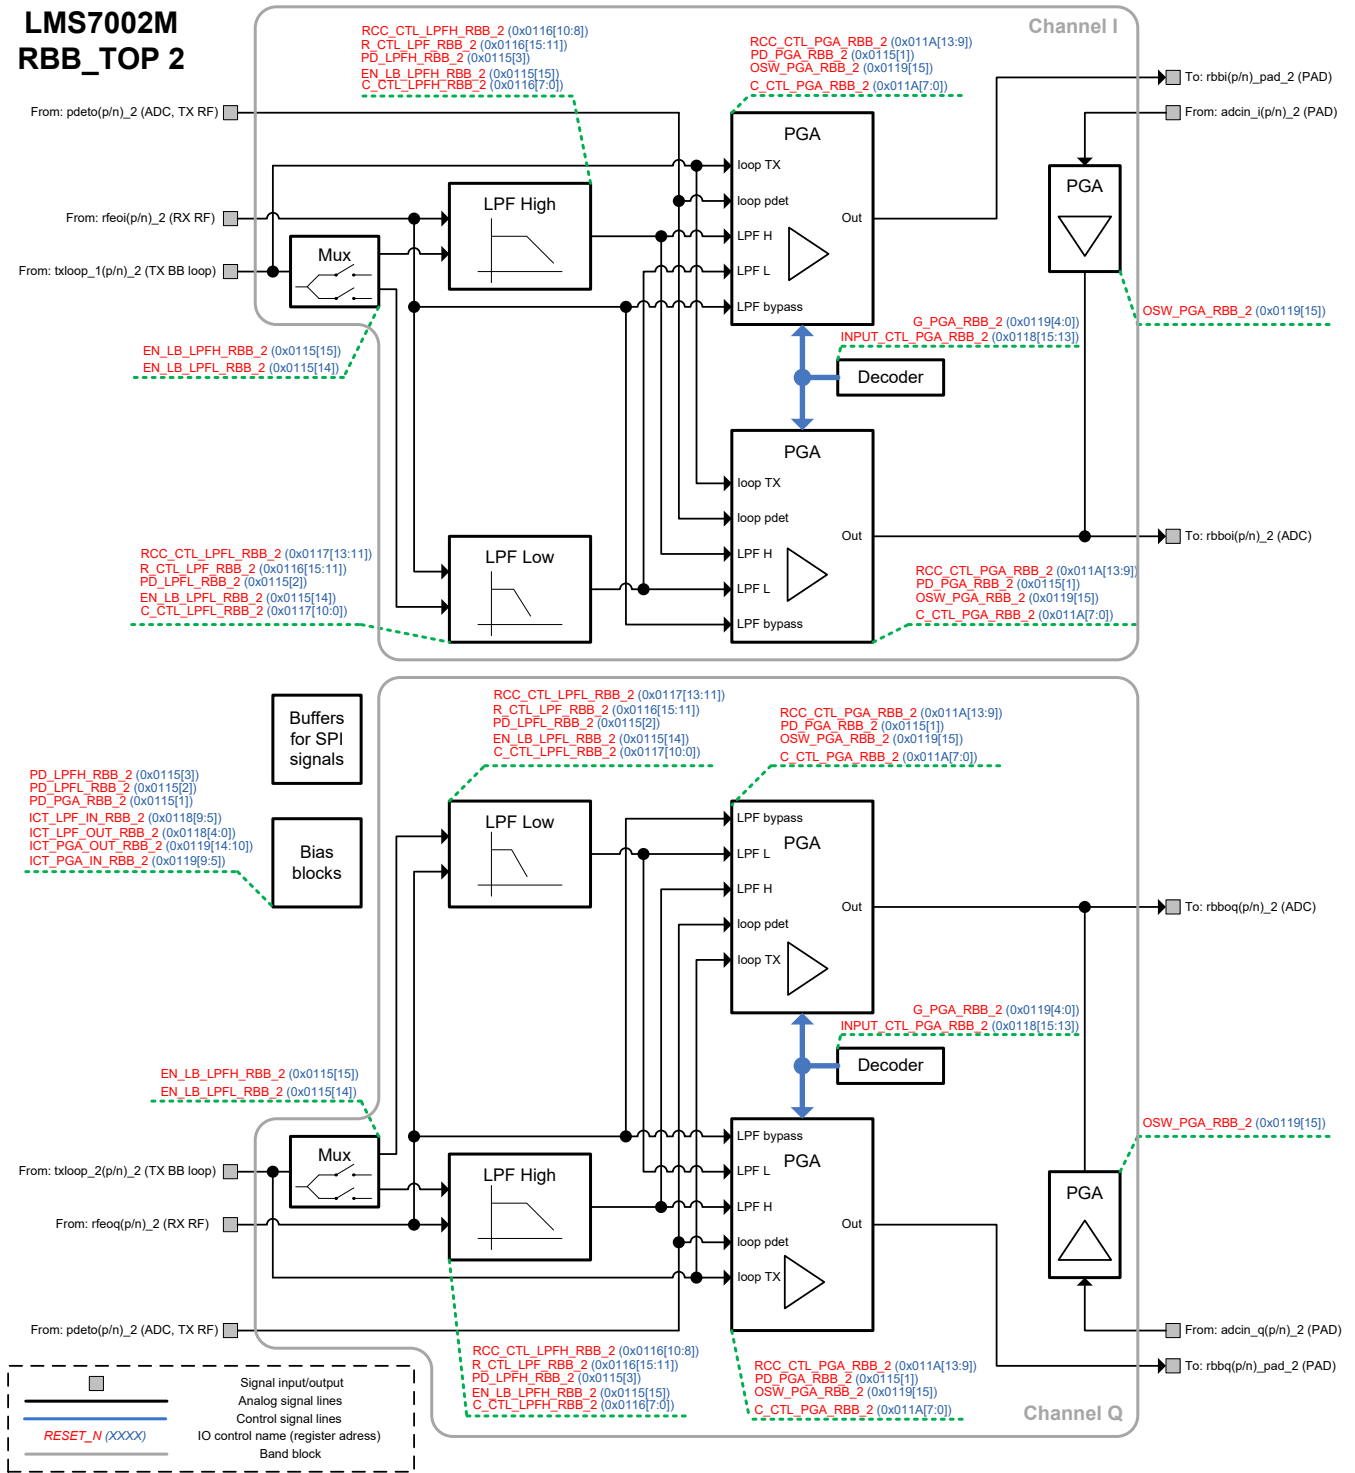 LMS7002M
RBB_TOP 2
Channel I
RCC_CTL_LPFH_RBB_2 (0x0116[10:8])
R_CTL_LPF_RBB_2 (0x0116[15:11])
PD_LPFH_RBB_2 (0x0115[3])
EN_LB_LPFH_RBB_2 (0x0115[15])
C_CTL_LPFH_RBB_2 (0x0116[7:0])
RCC_CTL_PGA_RBB_2 (0x011A[13:9])
PD_PGA_RBB_2 (0x0115[1])
OSW_PGA_RBB_2 (0x0119[15])
C_CTL_PGA_RBB_2 (0x011A[7:0])
To: rbbi(p/n)_pad_2 (PAD)
From: adcin_i(p/n)_2 (PAD)
From: pdeto(p/n)_2 (ADC, TX RF)
From: rfeoi(p/n)_2 (RX RF)
From: txloop_1(p/n)_2 (TX BB loop)
Mux
LPF High
PGA
loop TX
loop pdet
LPF H
LPF L
LPF bypass
Out
PGA
OSW_PGA_RBB_2 (0x0119[15])
EN_LB_LPFH_RBB_2 (0x0115[15])
EN_LB_LPFL_RBB_2 (0x0115[14])
G_PGA_RBB_2 (0x0119[4:0])
INPUT_CTL_PGA_RBB_2 (0x0118[15:13])
Decoder
PGA
loop TX
loop pdet
LPF H
LPF L
LPF bypass
Out
To: rbboi(p/n)_2 (ADC)
LPF Low
RCC_CTL_LPFL_RBB_2 (0x0117[13:11])
R_CTL_LPF_RBB_2 (0x0116[15:11])
PD_LPFL_RBB_2 (0x0115[2])
EN_LB_LPFL_RBB_2 (0x0115[14])
C_CTL_LPFL_RBB_2 (0x0117[10:0])
RCC_CTL_PGA_RBB_2 (0x011A[13:9])
PD_PGA_RBB_2 (0x0115[1])
OSW_PGA_RBB_2 (0x0119[15])
C_CTL_PGA_RBB_2 (0x011A[7:0])
Buffers
for SPI
signals
RCC_CTL_LPFL_RBB_2 (0x0117[13:11])
R_CTL_LPF_RBB_2 (0x0116[15:11])
PD_LPFL_RBB_2 (0x0115[2])
EN_LB_LPFL_RBB_2 (0x0115[14])
C_CTL_LPFL_RBB_2 (0x0117[10:0])
RCC_CTL_PGA_RBB_2 (0x011A[13:9])
PD_PGA_RBB_2 (0x0115[1])
OSW_PGA_RBB_2 (0x0119[15])
C_CTL_PGA_RBB_2 (0x011A[7:0])
PD_LPFH_RBB_2 (0x0115[3])
PD_LPFL_RBB_2 (0x0115[2])
PD_PGA_RBB_2 (0x0115[1])
ICT_LPF_IN_RBB_2 (0x0118[9:5])
ICT_LPF_OUT_RBB_2 (0x0118[4:0])
ICT_PGA_OUT_RBB_2 (0x0119[14:10])
ICT_PGA_IN_RBB_2 (0x0119[9:5])
Bias
blocks
LPF Low
LPF bypass
PGA
LPF L
LPF H
loop pdet
loop TX
Out
To: rbboq(p/n)_2 (ADC)
G_PGA_RBB_2 (0x0119[4:0])
INPUT_CTL_PGA_RBB_2 (0x0118[15:13])
Decoder
EN_LB_LPFH_RBB_2 (0x0115[15])
EN_LB_LPFL_RBB_2 (0x0115[14])
OSW_PGA_RBB_2 (0x0119[15])
Mux
LPF High
LPF bypass
PGA
LPF L
LPF H
loop pdet
loop TX
Out
PGA
From: txloop_2(p/n)_2 (TX BB loop)
From: rfeoq(p/n)_2 (RX RF)
From: pdeto(p/n)_2 (ADC, TX RF)
From: adcin_q(p/n)_2 (PAD)
To: rbbq(p/n)_pad_2 (PAD)
RCC_CTL_LPFH_RBB_2 (0x0116[10:8])
R_CTL_LPF_RBB_2 (0x0116[15:11])
PD_LPFH_RBB_2 (0x0115[3])
EN_LB_LPFH_RBB_2 (0x0115[15])
C_CTL_LPFH_RBB_2 (0x0116[7:0])
RCC_CTL_PGA_RBB_2 (0x011A[13:9])
PD_PGA_RBB_2 (0x0115[1])
OSW_PGA_RBB_2 (0x0119[15])
C_CTL_PGA_RBB_2 (0x011A[7:0])
Channel Q
Signal input/output
Analog signal lines
Control signal lines
RESET_N (XXXX) IO control name (register adress)
Band block